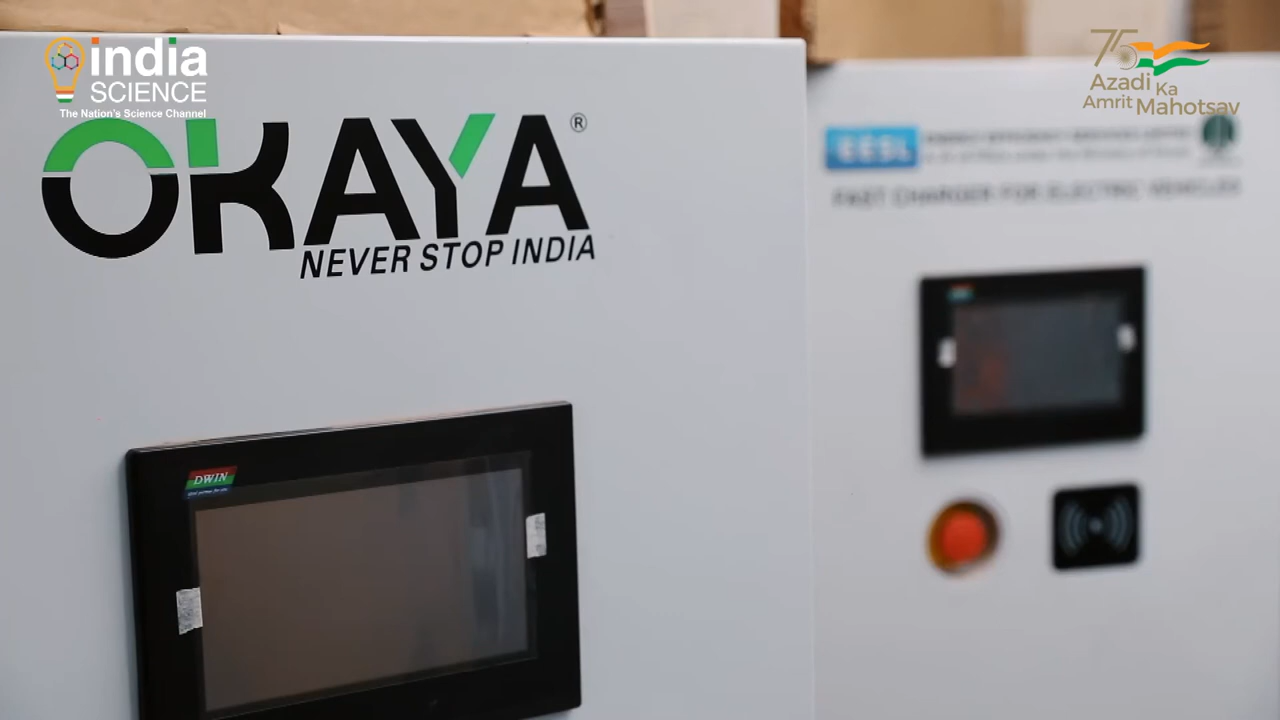 india
SCIENCE
The Nation's Science Channel
75
Azadi Ka
Amrit Mahotsav
OKAYA®
NEVER STOP INDIA
EESL
FAST CHARGER FOR ELECTRIC VEHICLES
DWIN